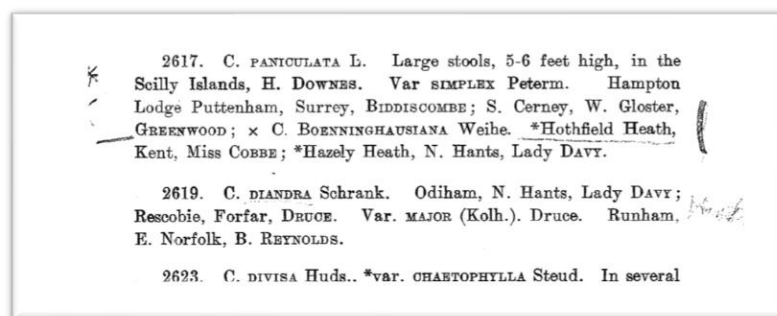 2617. C. PANICULATA L. Large stools, 5-6 feet high, in the
Scilly Islands, H. DOWNES. Var SIMPLEX Peterm. Hampton
Lodge Puttenham, Surrey, BIDDISCOMBE; S. Cerney, W. Gloster,
GREENWOOD; × C. BOENNINGHAUSIANA Weihe. *Hothfield Heath,
Kent, Miss COBBE; *Hazely Heath, N. Hants, Lady DAVY.
2619. C. DIANDRA Schrank. Odiham, N. Hants, Lady DAVY;
Rescobie, Forfar, DRUCE. Var. MAJOR (Kolh.). Druce. Runham,
E. Norfolk, B. REYNOLDS.
2623. C. DIVISA Huds.. *var. CHAETOPHYLLA Steud. In several